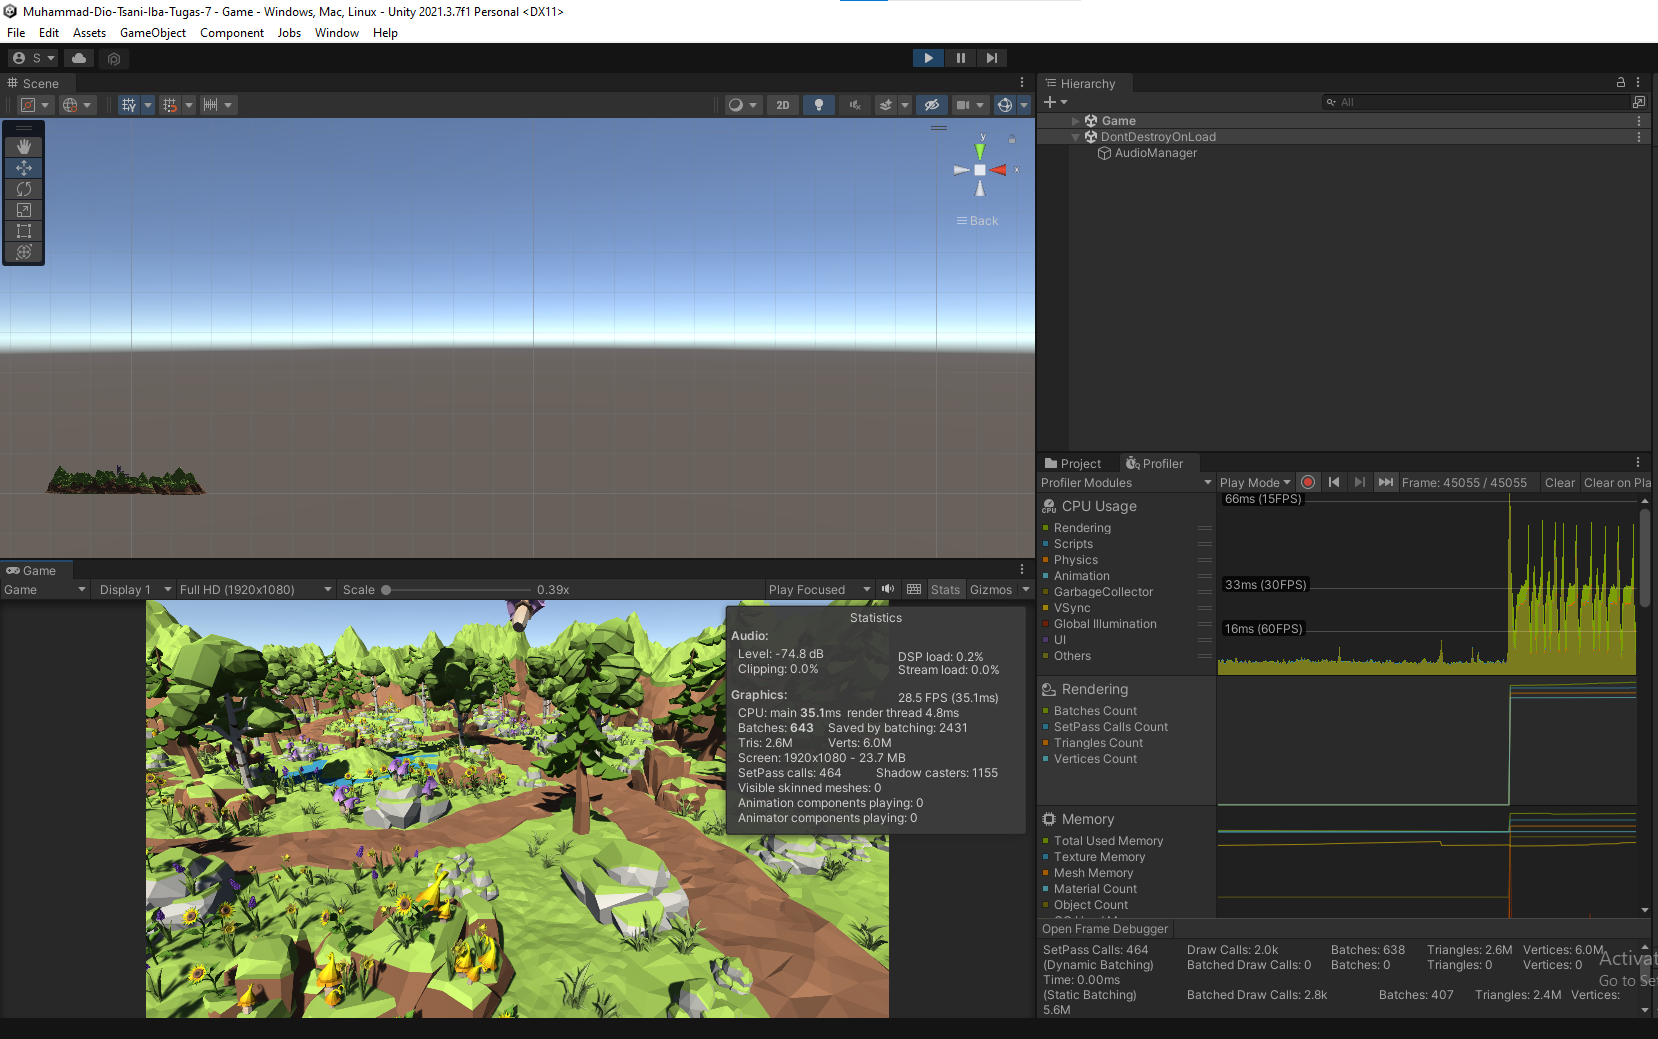 Muhammad-Dio-Tsani-Iba-Tugas-7 - Game - Windows, Mac, Linux - Unity 2021.3.7f1 Personal <DX11>
File Edit Assets GameObject Component Jobs Window Help
S
Scene
2D
y
x
Back
Hierarchy
All
Game
DontDestroyOnLoad
AudioManager
Game
Game Display 1 Full HD (1920x1080) Scale 0.39x Play Focused Stats Gizmos
Statistics
Audio:
Level: -74.8 dB DSP load: 0.2%
Clipping: 0.0% Stream load: 0.0%
Graphics: 28.5 FPS (35.1ms)
CPU: main 35.1ms render thread 4.8ms
Batches: 643 Saved by batching: 2431
Tris: 2.6M Verts: 6.0M
Screen: 1920x1080 - 23.7 MB
SetPass calls: 464 Shadow casters: 1155
Visible skinned meshes: 0
Animation components playing: 0
Animator components playing: 0
Project Profiler
Profiler Modules Play Mode Frame: 45055 / 45055 Clear Clear on Pla
CPU Usage
Rendering
Scripts
Physics
Animation
GarbageCollector
VSync
Global Illumination
UI
Others
66ms (15FPS)
33ms (30FPS)
16ms (60FPS)
Rendering
Batches Count
SetPass Calls Count
Triangles Count
Vertices Count
Memory
Total Used Memory
Texture Memory
Mesh Memory
Material Count
Object Count
Open Frame Debugger
SetPass Calls: 464 Draw Calls: 2.0k Batches: 638 Triangles: 2.6M Vertices: 6.0M
(Dynamic Batching) Batched Draw Calls: 0 Batches: 0 Triangles: 0 Vertices: 0
Time: 0.00ms
(Static Batching) Batched Draw Calls: 2.8k Batches: 407 Triangles: 2.4M Vertices:
5.6M
Activat
Go to Se